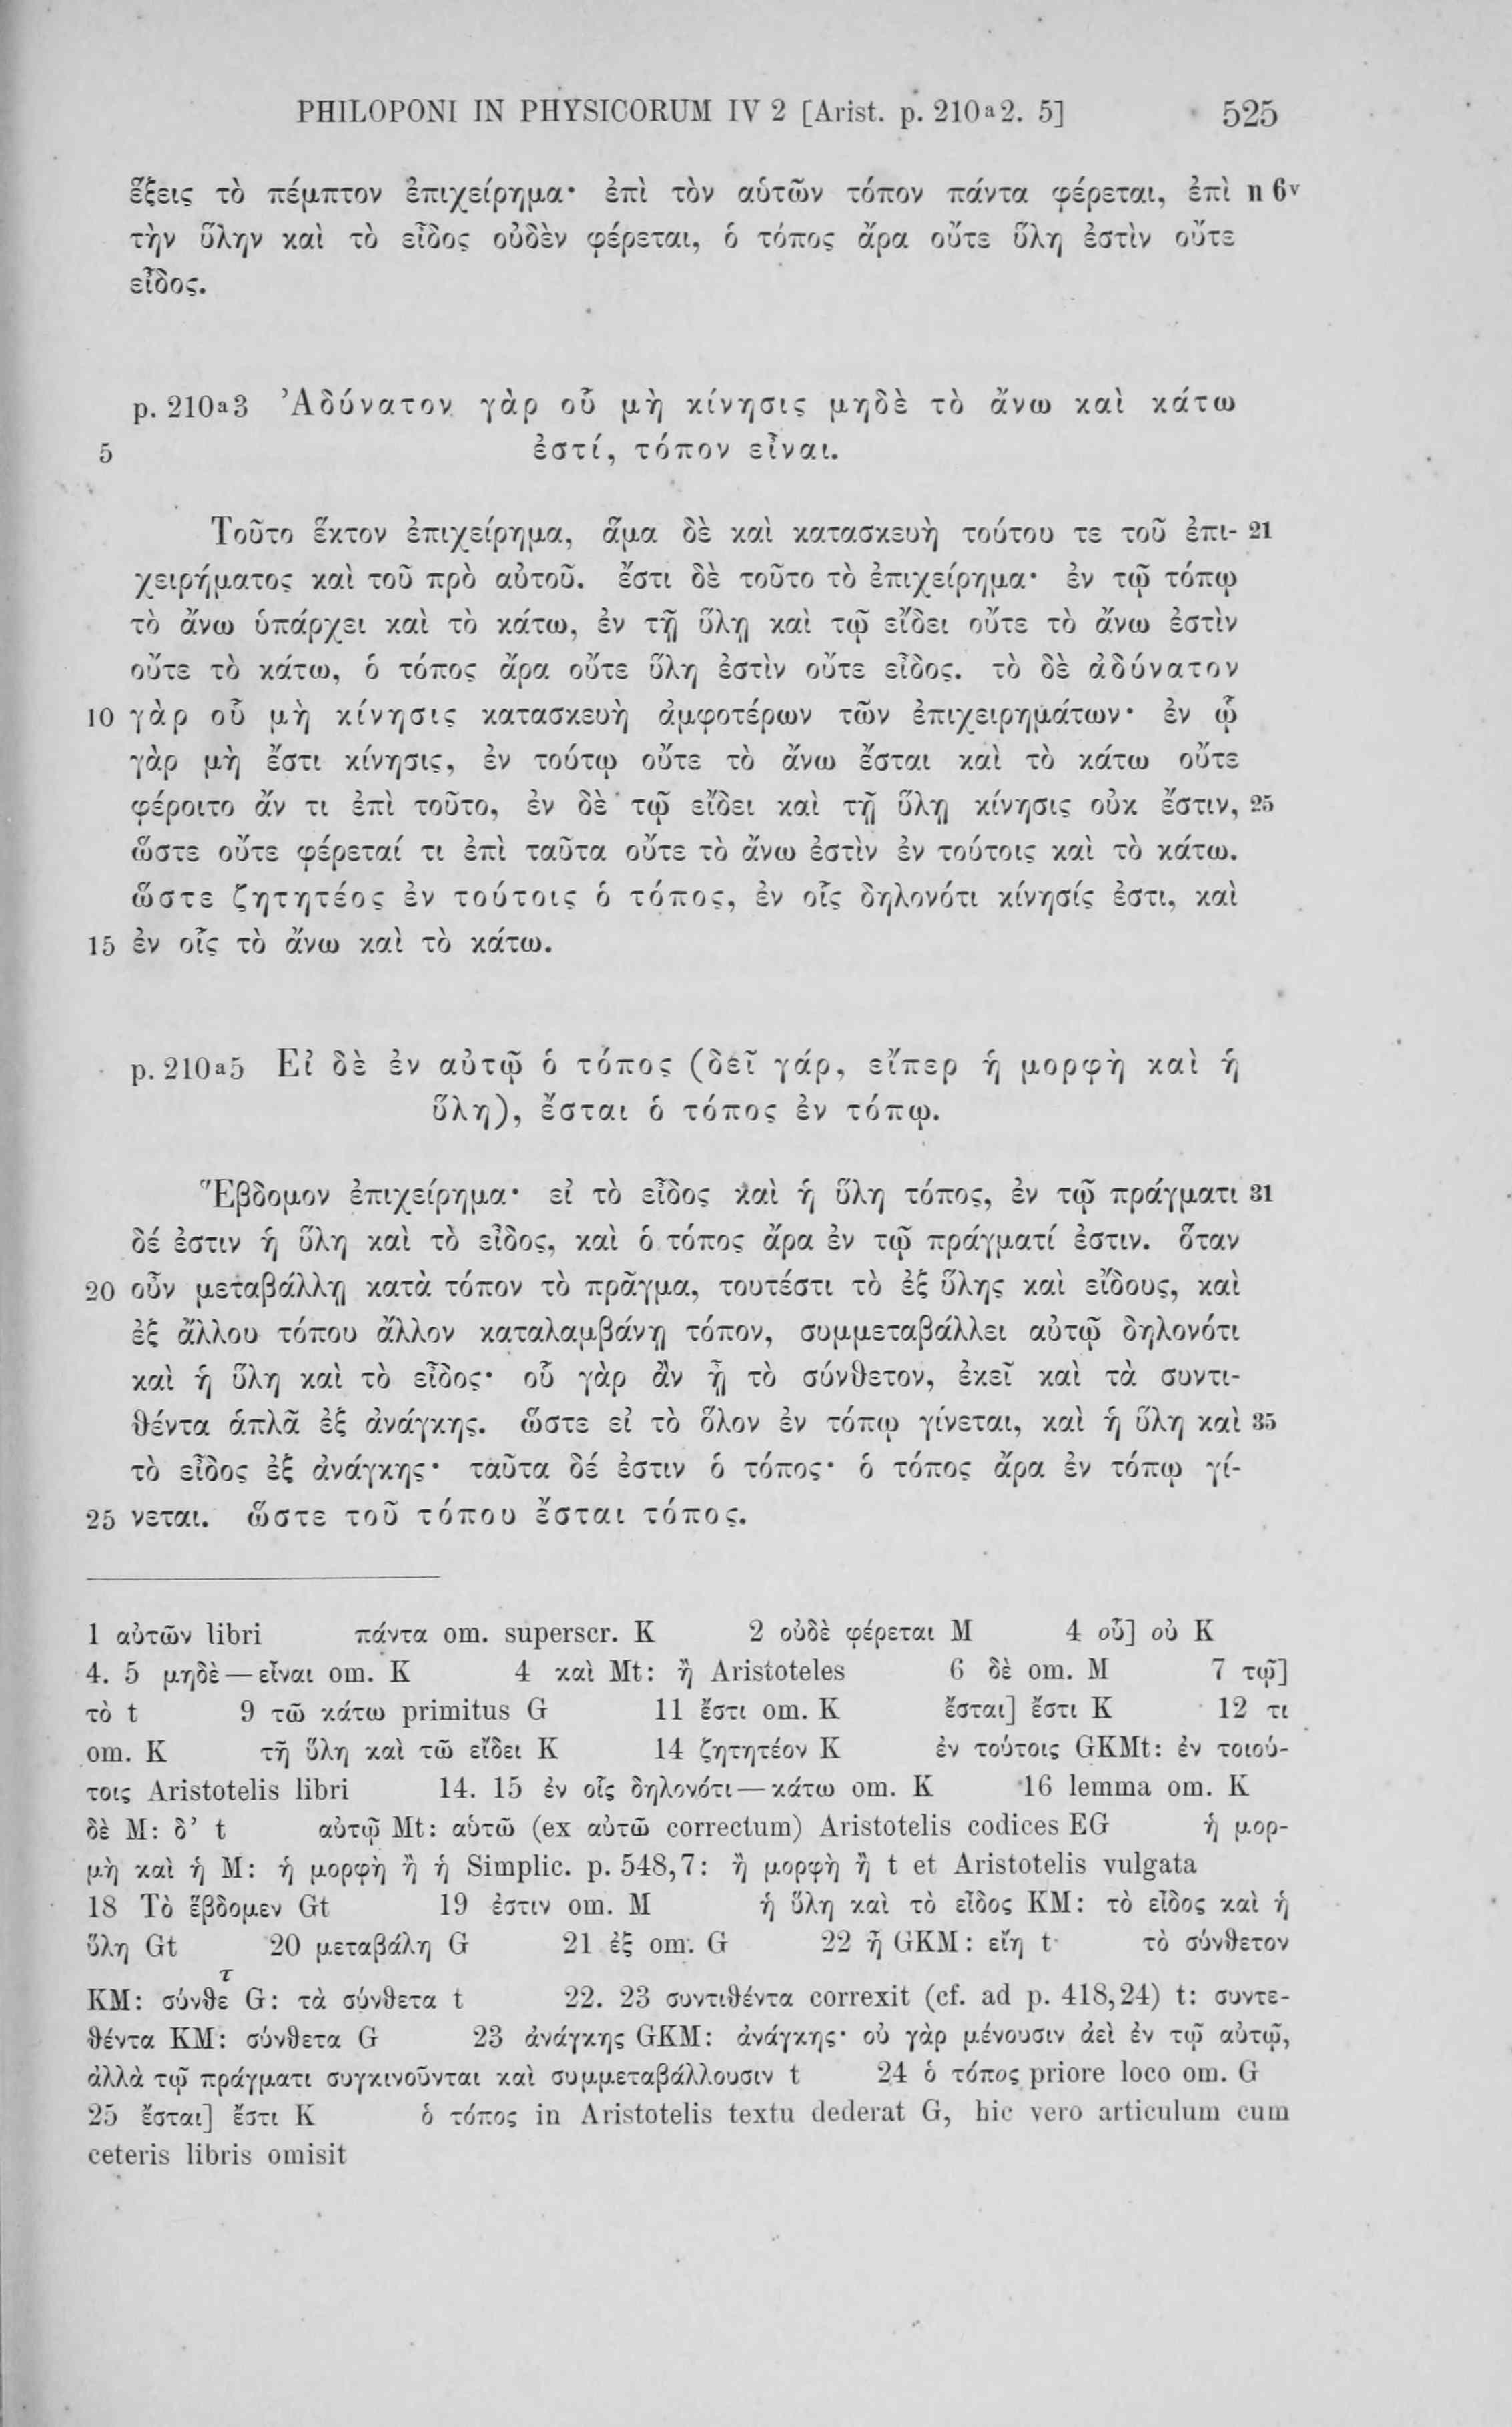 PHILOPONI IN PHYSICORUM IV 2 [Arist. p. 210a2. 5] 525
ἕξεις τὸ πέμπτον ἐπιχείρημα· ἐπὶ τὸν αὑτῶν τόπον πάντα φέρεται, ἐπὶ n 6v
τὴν ὕλην καὶ τὸ εἶδος οὐδὲν φέρεται, ὁ τόπος ἄρα οὔτε ὕλη ἐστὶν οὔτε
εἶδος.
p. 210a3 Ἀδύνατον γὰρ οὗ μὴ κίνησις μηδὲ τὸ ἄνω καὶ κάτω
5 ἐστί, τόπον εἶναι.
Τοῦτο ἕκτον ἐπιχείρημα, ἅμα δὲ καὶ κατασκευὴ τούτου τε τοῦ ἐπι- 21
χειρήματος καὶ τοῦ πρὸ αὐτοῦ. ἔστι δὲ τοῦτο τὸ ἐπιχείρημα· ἐν τῷ τόπῳ
τὸ ἄνω ὑπάρχει καὶ τὸ κάτω, ἐν τῇ ὕλῃ καὶ τῷ εἴδει οὔτε τὸ ἄνω ἐστὶν
οὔτε τὸ κάτω, ὁ τόπος ἄρα οὔτε ὕλη ἐστὶν οὔτε εἶδος. τὸ δὲ ἀδύνατον
10 γὰρ οὗ μὴ κίνησις κατασκευὴ ἀμφοτέρων τῶν ἐπιχειρημάτων· ἐν ᾧ
γὰρ μὴ ἔστι κίνησις, ἐν τούτῳ οὔτε τὸ ἄνω ἔσται καὶ τὸ κάτω οὔτε
φέροιτο ἄν τι ἐπὶ τοῦτο, ἐν δὲ τῷ εἴδει καὶ τῇ ὕλῃ κίνησις οὐκ ἔστιν, 25
ὥστε οὔτε φέρεταί τι ἐπὶ ταῦτα οὔτε τὸ ἄνω ἐστὶν ἐν τούτοις καὶ τὸ κάτω.
ὥστε ζητητέος ἐν τούτοις ὁ τόπος, ἐν οἷς δηλονότι κίνησίς ἐστι, καὶ
15 ἐν οἷς τὸ ἄνω καὶ τὸ κάτω.
p. 210a5 Εἰ δὲ ἐν αὐτῷ ὁ τόπος (δεῖ γάρ, εἴπερ ἡ μορφὴ καὶ ἡ
ὕλη), ἔσται ὁ τόπος ἐν τόπῳ.
Ἕβδομον ἐπιχείρημα· εἰ τὸ εἶδος καὶ ἡ ὕλη τόπος, ἐν τῷ πράγματι 31
δέ ἐστιν ἡ ὕλη καὶ τὸ εἶδος, καὶ ὁ τόπος ἄρα ἐν τῷ πράγματί ἐστιν. ὅταν
20 οὖν μεταβάλλῃ κατὰ τόπον τὸ πρᾶγμα, τουτέστι τὸ ἐξ ὕλης καὶ εἴδους, καὶ
ἐξ ἄλλου τόπου ἄλλον καταλαμβάνῃ τόπον, συμμεταβάλλει αὐτῷ δηλονότι
καὶ ἡ ὕλη καὶ τὸ εἶδος· οὗ γὰρ ἂν ᾖ τὸ σύνθετον, ἐκεῖ καὶ τὰ συντι-
θέντα ἁπλᾶ ἐξ ἀνάγκης. ὥστε εἰ τὸ ὅλον ἐν τόπῳ γίνεται, καὶ ἡ ὕλη καὶ 35
τὸ εἶδος ἐξ ἀνάγκης· ταῦτα δέ ἐστιν ὁ τόπος· ὁ τόπος ἄρα ἐν τόπῳ γί-
25 νεται. ὥστε τοῦ τόπου ἔσται τόπος.
1 αὐτῶν libri πάντα om. superscr. K 2 οὐδὲ φέρεται M 4 οὗ] οὐ K
4. 5 μηδὲ—εἶναι om. K 4 καὶ Mt: ἢ Aristoteles 6 δὲ om. M 7 τῷ]
τὸ t 9 τῶ κάτω primitus G 11 ἔστι om. K ἔσται] ἔστι K 12 τι
om. K τῆ ὕλη καὶ τῶ εἴδει K 14 ζητητέον K ἐν τούτοις GKMt: ἐν τοιού-
τοις Aristotelis libri 14. 15 ἐν οἷς δηλονότι—κάτω om. K 16 lemma om. K
δὲ M: δ’ t αὐτῷ Mt: αὑτῶ (ex αὐτῶ correctum) Aristotelis codices EG ἡ μορ-
μὴ καὶ ἡ M: ἡ μορφὴ ἢ ἡ Simplic. p. 548,7: ἢ μορφὴ ἢ t et Aristotelis vulgata
18 Τὸ ἕβδομεν Gt 19 ἐστιν om. M ἡ ὕλη καὶ τὸ εἶδος KM: τὸ εἶδος καὶ ἡ
ὕλη Gt 20 μεταβάλη G 21 ἐξ om. G 22 ᾖ GKM: εἴη t τὸ σύνθετον
KM: σύνθετ G: τὰ σύνθετα t 22. 23 συντιθέντα correxit (cf. ad p. 418,24) t: συντε-
θέντα KM: σύνθετα G 23 ἀνάγκης GKM: ἀνάγκης· οὐ γὰρ μένουσιν ἀεὶ ἐν τῷ αὐτῷ,
ἀλλὰ τῷ πράγματι συγκινοῦνται καὶ συμμεταβάλλουσιν t 24 ὁ τόπος priore loco om. G
25 ἔσται] ἔστι K ὁ τόπος in Aristotelis textu dederat G, hic vero articulum cum
ceteris libris omisit